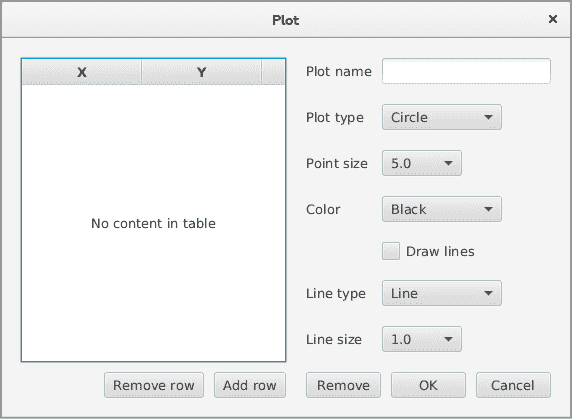 Plot
X Y
No content in table
Remove row Add row
Plot name
Plot type Circle
Point size 5.0
Color Black
Draw lines
Line type Line
Line size 1.0
Remove OK Cancel